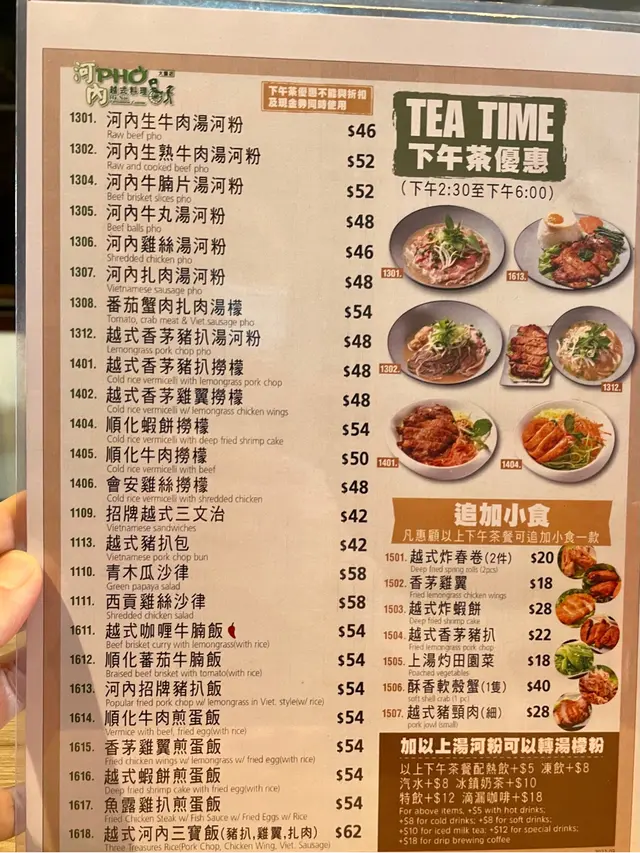 河內 PHỞ 大圍店
越式料理
下午茶優惠不能與折扣
及現金券同時使用
1301. 河內生牛肉湯河粉 $46
Raw beef pho
1302. 河內生熟牛肉湯河粉 $52
Raw and cooked beef pho
1304. 河內牛腩片湯河粉 $52
Beef brisket slices pho
1305. 河內牛丸湯河粉 $48
Beef balls pho
1306. 河內雞絲湯河粉 $46
Shredded chicken pho
1307. 河內扎肉湯河粉 $48
Vietnamese sausage pho
1308. 番茄蟹肉扎肉湯檬 $54
Tomato, crab meat & Viet.sausage pho
1312. 越式香茅豬扒湯河粉 $48
Lemongrass pork chop pho
1401. 越式香茅豬扒撈檬 $48
Cold rice vermicelli with lemongrass pork chop
1402. 越式香茅雞翼撈檬 $48
Cold rice vermicelli w/ lemongrass chicken wings
1404. 順化蝦餅撈檬 $54
Cold rice vermicelli with deep fried shrimp cake
1405. 順化牛肉撈檬 $50
Cold rice vermicelli with beef
1406. 會安雞絲撈檬 $48
Cold rice vermicelli with shredded chicken
1109. 招牌越式三文治 $42
Vietnamese sandwiches
1113. 越式豬扒包 $42
Vietnamese pork chop bun
1110. 青木瓜沙律 $58
Green papaya salad
1111. 西貢雞絲沙律 $58
Shredded chicken salad
1611. 越式咖喱牛腩飯 $54
Beef brisket curry with lemongrass(with rice)
1612. 順化蕃茄牛腩飯 $54
Braised beef brisket with tomato(with rice)
1613. 河內招牌豬扒飯 $54
Popular fried pork chop w/ lemongrass in Viet. style(w/ rice)
1614. 順化牛肉煎蛋飯 $54
Vermice with beef, fried egg(with rice)
1615. 香茅雞翼煎蛋飯 $54
Fried chicken wings w/ lemongrass w/ fried egg(with rice)
1616. 越式蝦餅煎蛋飯 $54
Deep fried shrimp cake with fried egg(with rice)
1617. 魚露雞扒煎蛋飯 $54
Fried Chicken Steak w/ Fish Sauce w/ Fried Eggs w/ Rice
1618. 越式河內三寶飯(豬扒,雞翼,扎肉) $62
Three Treasures Rice(Pork Chop, Chicken Wing, Viet. Sausage)
TEA TIME
下午茶優惠
(下午2:30至下午6:00)
1301.
1613.
1302.
1312.
1401.
1404.
追加小食
凡惠顧以上下午茶餐可追加小食一款
1501. 越式炸春卷(2件) $20
Deep fried spring rolls (2pcs)
1502. 香茅雞翼 $18
Fried lemongrass chicken wings
1503. 越式炸蝦餅 $28
Deep fried shrimp cake
1504. 越式香茅豬扒 $22
Fried lemongrass pork chop
1505. 上湯灼田園菜 $18
Poached vegetables
1506. 酥香軟殼蟹(1隻) $40
soft shell crab (1 pc)
1507. 越式豬頸肉(細) $28
pork jowl (small)
加以上湯河粉可以轉湯檬粉
以上下午茶餐配熱飲+$5 凍飲+$8
汽水+$8 冰鎮奶茶+$10
特飲+$12 滴漏咖啡+$18
For above items, +$5 with hot drinks;
+$8 for cold drinks; +$8 for soft drinks;
+$10 for iced milk tea; +$12 for special drinks;
+$18 for drip brewing coffee